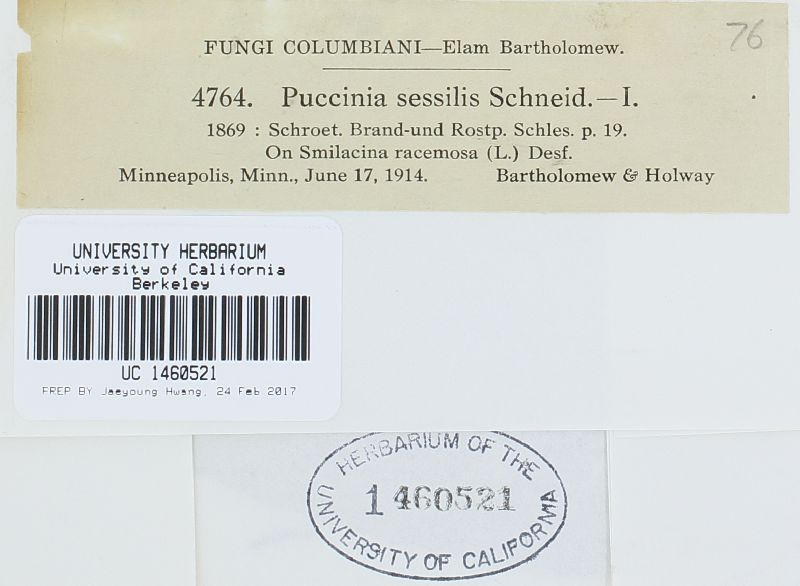 76
FUNGI COLUMBIANI—Elam Bartholomew.
4764. Puccinia sessilis Schneid.—I.
1869 : Schroet. Brand-und Rostp. Schles. p. 19.
On Smilacina racemosa (L.) Desf.
Minneapolis, Minn., June 17, 1914. Bartholomew & Holway
UNIVERSITY HERBARIUM
University of California
Berkeley
UC 1460521
PREP BY Jaeyoung Hwang, 24 Feb 2017
HERBARIUM OF THE
1460521
UNIVERSITY OF CALIFORNIA